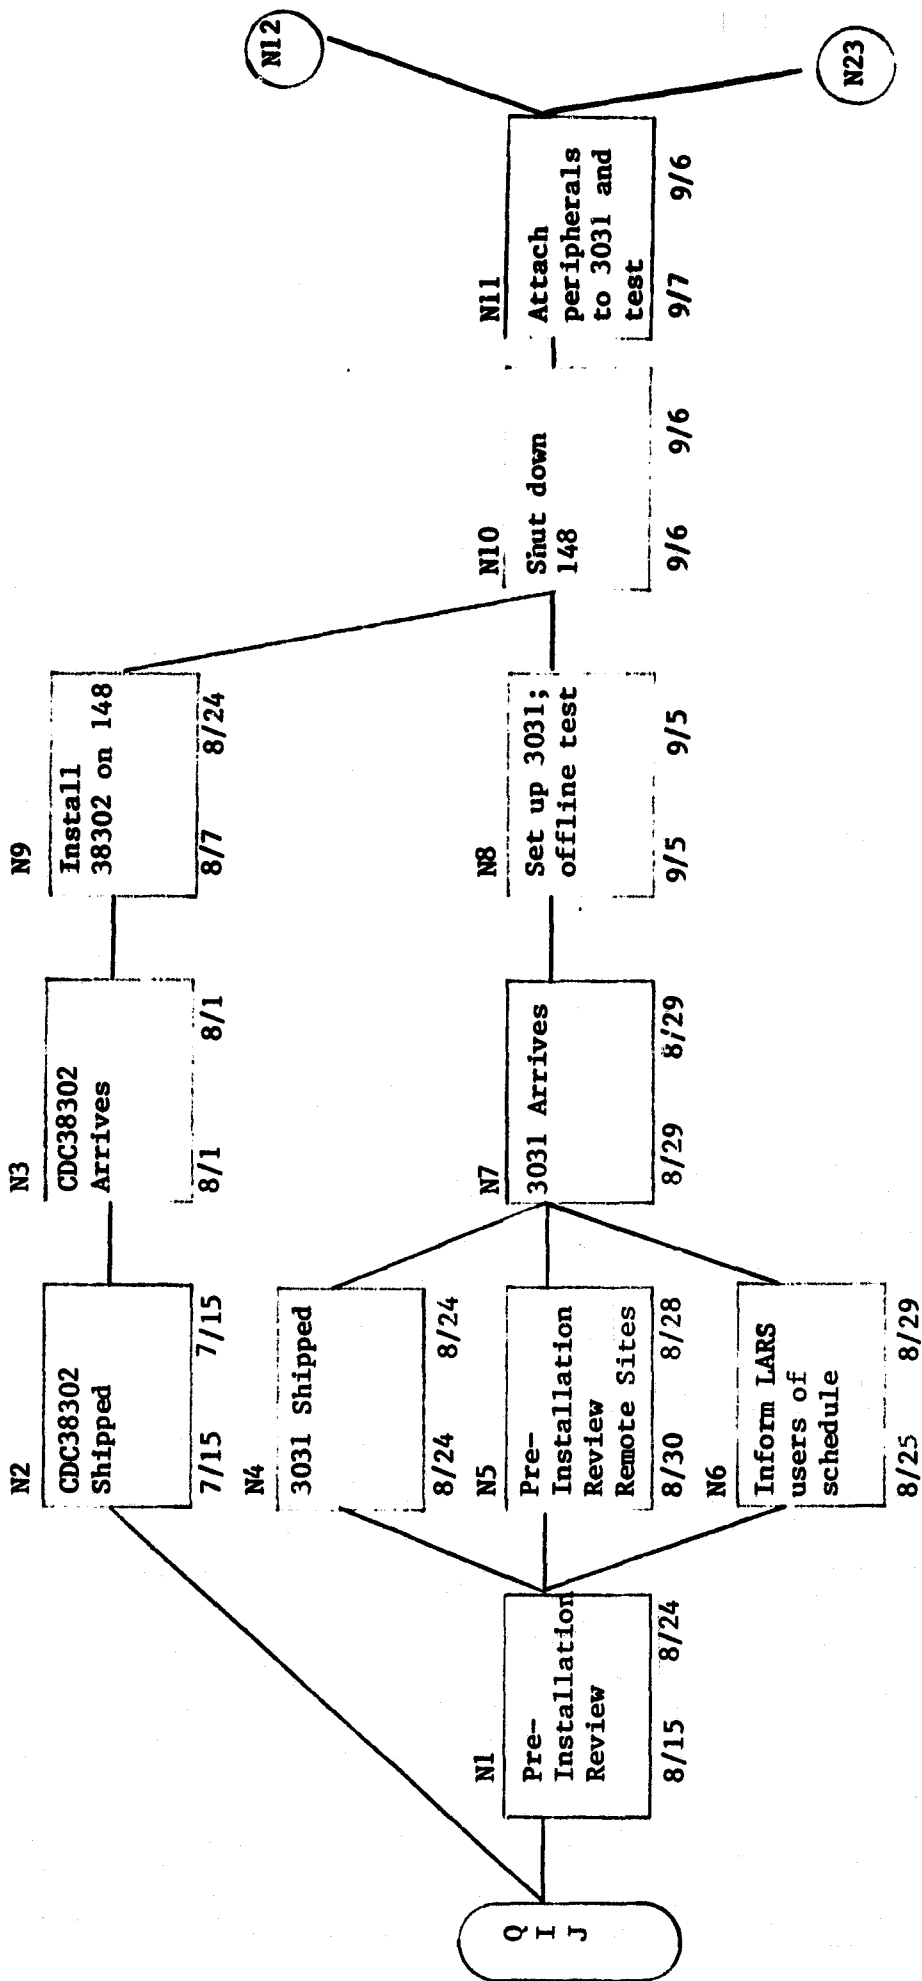 Q
I
J
N1
Pre-
Installation
Review
8/15 8/24
N2
CDC38302
Shipped
7/15 7/15
N4
3031 Shipped
8/24 8/24
N5
Pre-
Installation
Review
Remote Sites
8/30 8/28
N6
Inform LARS
users of
schedule
8/25 8/29
N3
CDC38302
Arrives
8/1 8/1
N7
3031 Arrives
8/29 8/29
N9
Install
38302 on 148
8/7 8/24
N8
Set up 3031;
offline test
9/5 9/5
N10
Shut down
148
9/6 9/6
N11
Attach
peripherals
to 3031 and
test
9/7 9/6
N12
N23